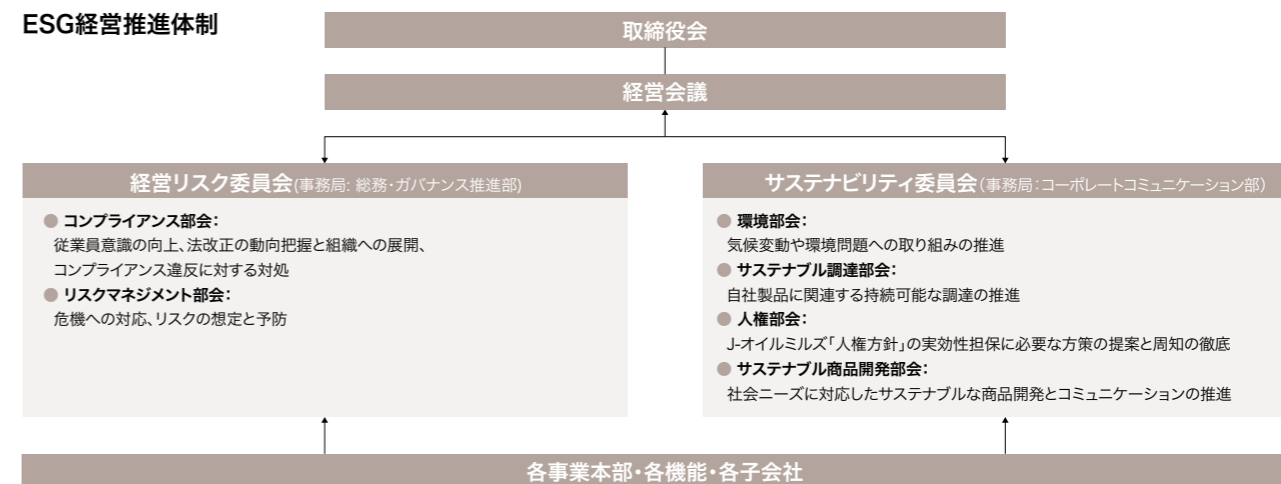 ESG経営推進体制
取締役会
経営会議
経営リスク委員会(事務局: 総務・ガバナンス推進部)
● コンプライアンス部会:
従業員意識の向上、法改正の動向把握と組織への展開、
コンプライアンス違反に対する対処
● リスクマネジメント部会:
危機への対応、リスクの想定と予防
サステナビリティ委員会(事務局:コーポレートコミュニケーション部)
● 環境部会:
気候変動や環境問題への取り組みの推進
● サステナブル調達部会:
自社製品に関連する持続可能な調達の推進
● 人権部会:
J-オイルミルズ「人権方針」の実効性担保に必要な方策の提案と周知の徹底
● サステナブル商品開発部会:
社会ニーズに対応したサステナブルな商品開発とコミュニケーションの推進
各事業本部・各機能・各子会社